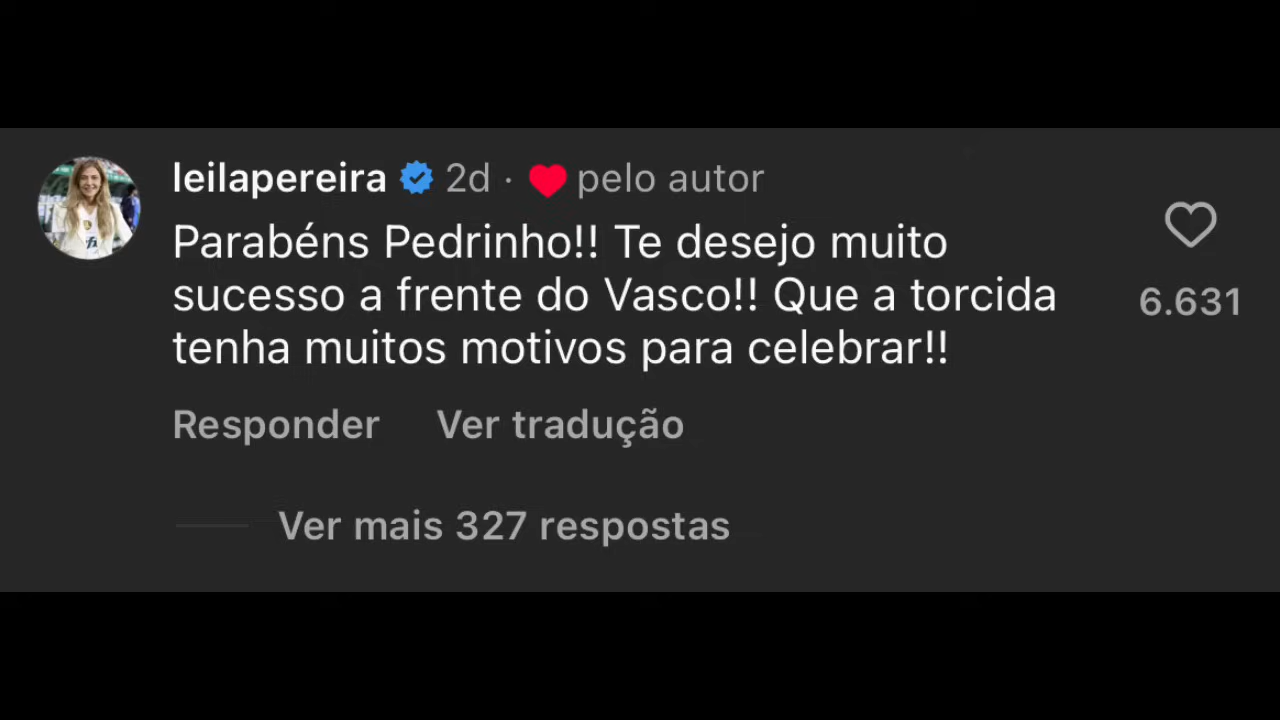 leilapereira 2d · ❤️ pelo autor
Parabéns Pedrinho!! Te desejo muito
sucesso a frente do Vasco!! Que a torcida
tenha muitos motivos para celebrar!!
6.631
Responder Ver tradução
Ver mais 327 respostas